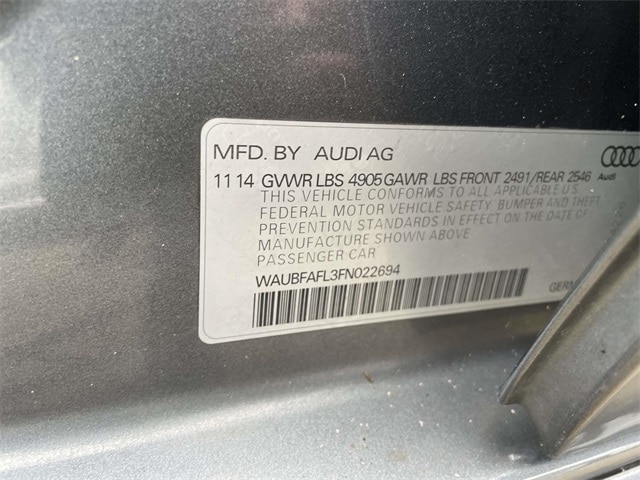 MFD. BY AUDI AG
11 14 GVWR LBS 4905 GAWR LBS FRONT 2491/REAR 2546
Audi
THIS VEHICLE CONFORMS TO ALL APPLICABLE U.S.
FEDERAL MOTOR VEHICLE SAFETY, BUMPER AND THEFT
PREVENTION STANDARDS IN EFFECT ON THE DATE OF
MANUFACTURE SHOWN ABOVE
PASSENGER CAR
WAUBFAFL3FN022694
GERM